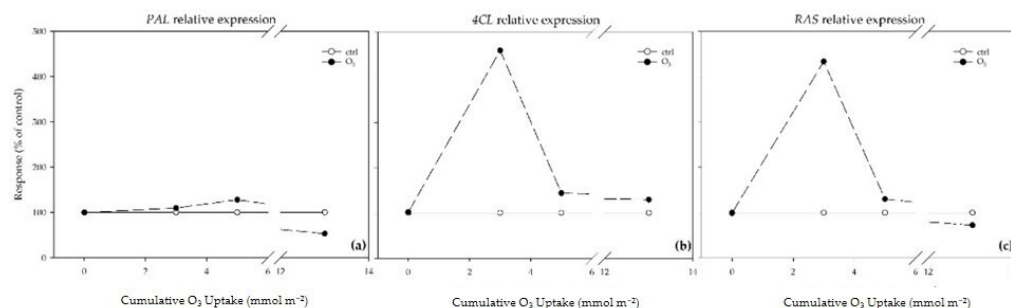 PAL relative expression
4CL relative expression
RAS relative expression
500
400
300
200
100
0
Response (% of control)
ctrl
O₃
ctrl
O₃
ctrl
O₃
(a)
(b)
(c)
0 2 4 6 12 14
0 2 4 6 12 14
0 2 4 6 12 14
Cumulative O₃ Uptake (mmol m⁻²)
Cumulative O₃ Uptake (mmol m⁻²)
Cumulative O₃ Uptake (mmol m⁻²)